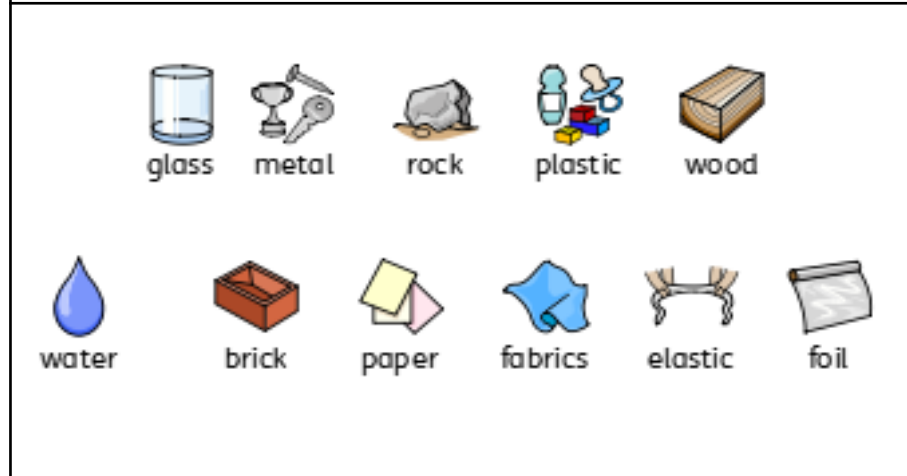 glass metal rock plastic wood
water brick paper fabrics elastic foil